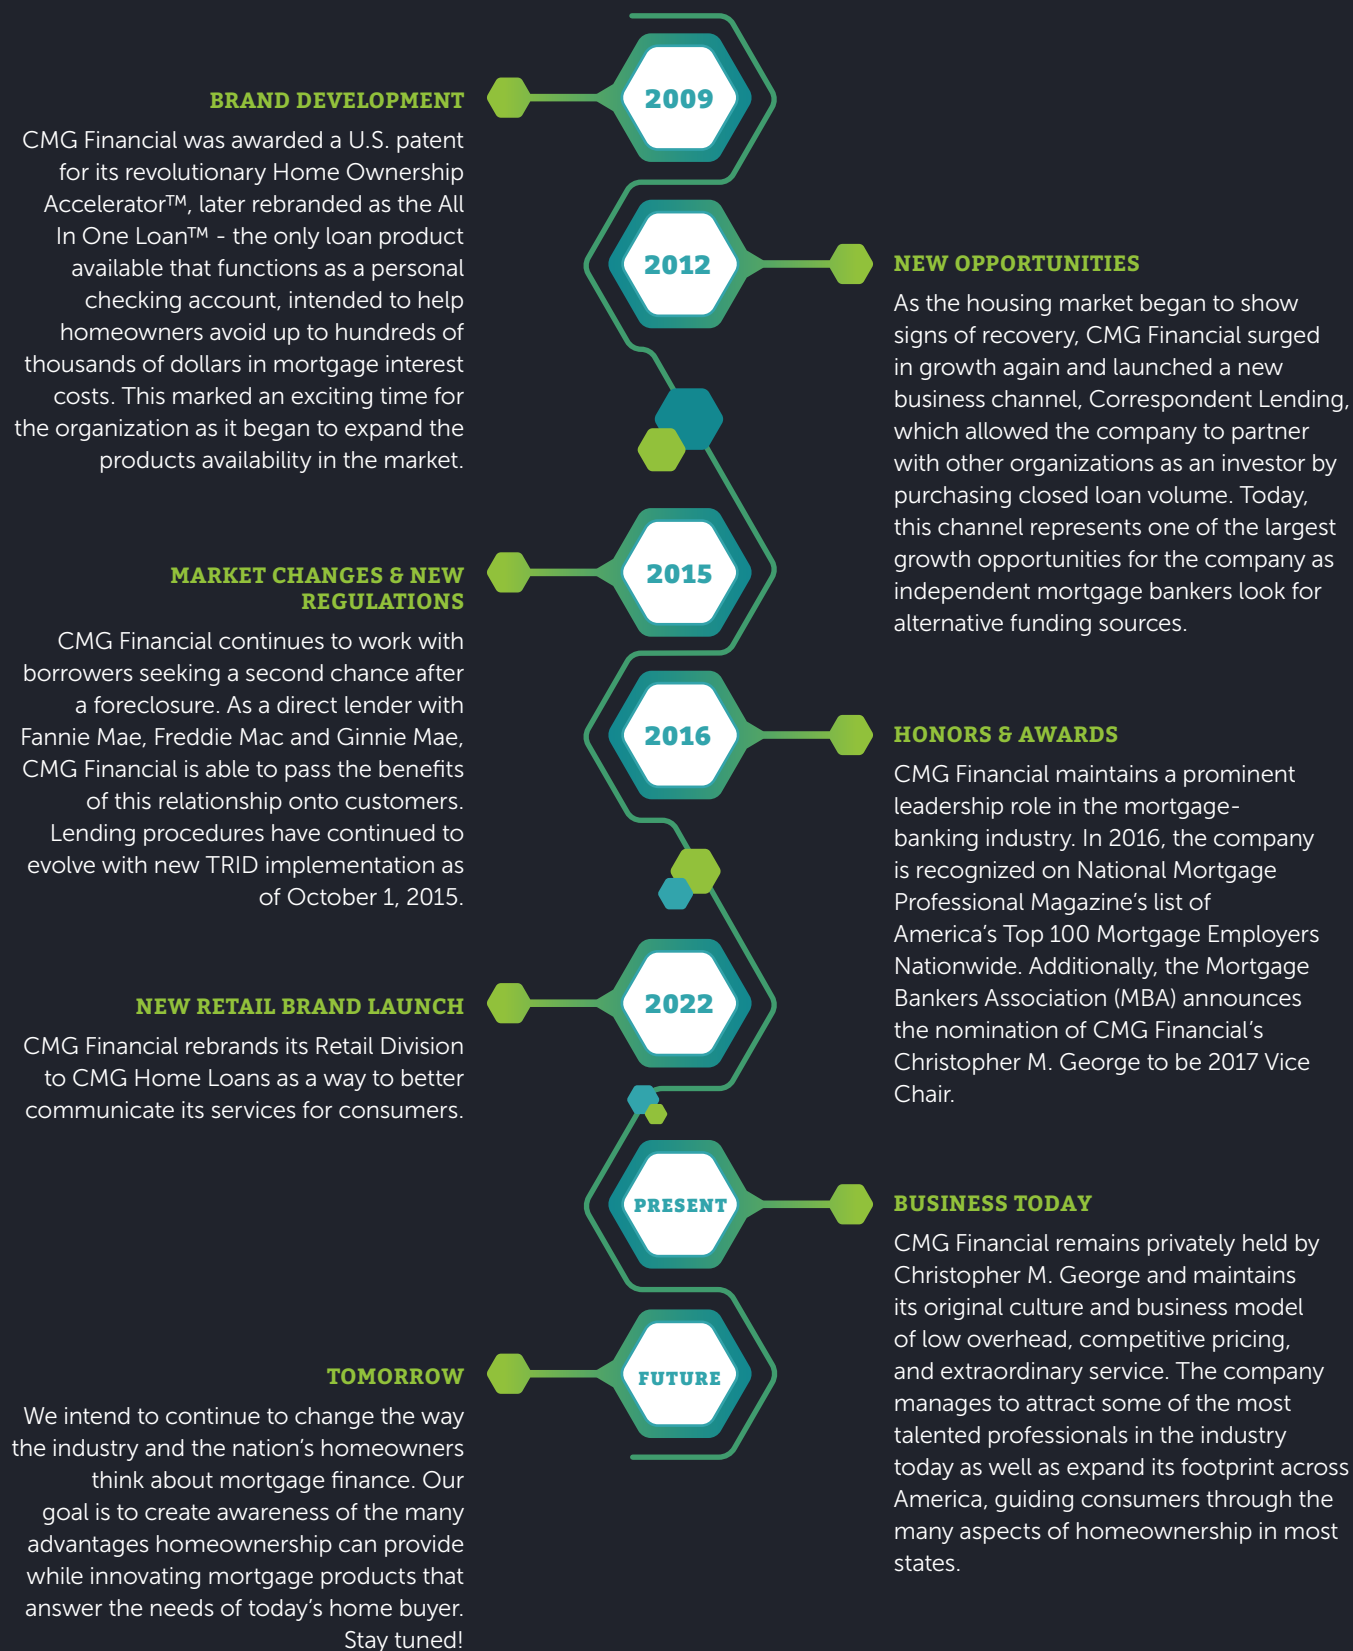 2009
BRAND DEVELOPMENT
CMG Financial was awarded a U.S. patent
for its revolutionary Home Ownership
Accelerator™, later rebranded as the All
In One Loan™ - the only loan product
available that functions as a personal
checking account, intended to help
homeowners avoid up to hundreds of
thousands of dollars in mortgage interest
costs. This marked an exciting time for
the organization as it began to expand the
products availability in the market.
2012
NEW OPPORTUNITIES
As the housing market began to show
signs of recovery, CMG Financial surged
in growth again and launched a new
business channel, Correspondent Lending,
which allowed the company to partner
with other organizations as an investor by
purchasing closed loan volume. Today,
this channel represents one of the largest
growth opportunities for the company as
independent mortgage bankers look for
alternative funding sources.
2015
MARKET CHANGES & NEW
REGULATIONS
CMG Financial continues to work with
borrowers seeking a second chance after
a foreclosure. As a direct lender with
Fannie Mae, Freddie Mac and Ginnie Mae,
CMG Financial is able to pass the benefits
of this relationship onto customers.
Lending procedures have continued to
evolve with new TRID implementation as
of October 1, 2015.
2016
HONORS & AWARDS
CMG Financial maintains a prominent
leadership role in the mortgage-
banking industry. In 2016, the company
is recognized on National Mortgage
Professional Magazine's list of
America's Top 100 Mortgage Employers
Nationwide. Additionally, the Mortgage
Bankers Association (MBA) announces
the nomination of CMG Financial's
Christopher M. George to be 2017 Vice
Chair.
2022
NEW RETAIL BRAND LAUNCH
CMG Financial rebrands its Retail Division
to CMG Home Loans as a way to better
communicate its services for consumers.
PRESENT
BUSINESS TODAY
CMG Financial remains privately held by
Christopher M. George and maintains
its original culture and business model
of low overhead, competitive pricing,
and extraordinary service. The company
manages to attract some of the most
talented professionals in the industry
today as well as expand its footprint across
America, guiding consumers through the
many aspects of homeownership in most
states.
FUTURE
TOMORROW
We intend to continue to change the way
the industry and the nation's homeowners
think about mortgage finance. Our
goal is to create awareness of the many
advantages homeownership can provide
while innovating mortgage products that
answer the needs of today's home buyer.
Stay tuned!